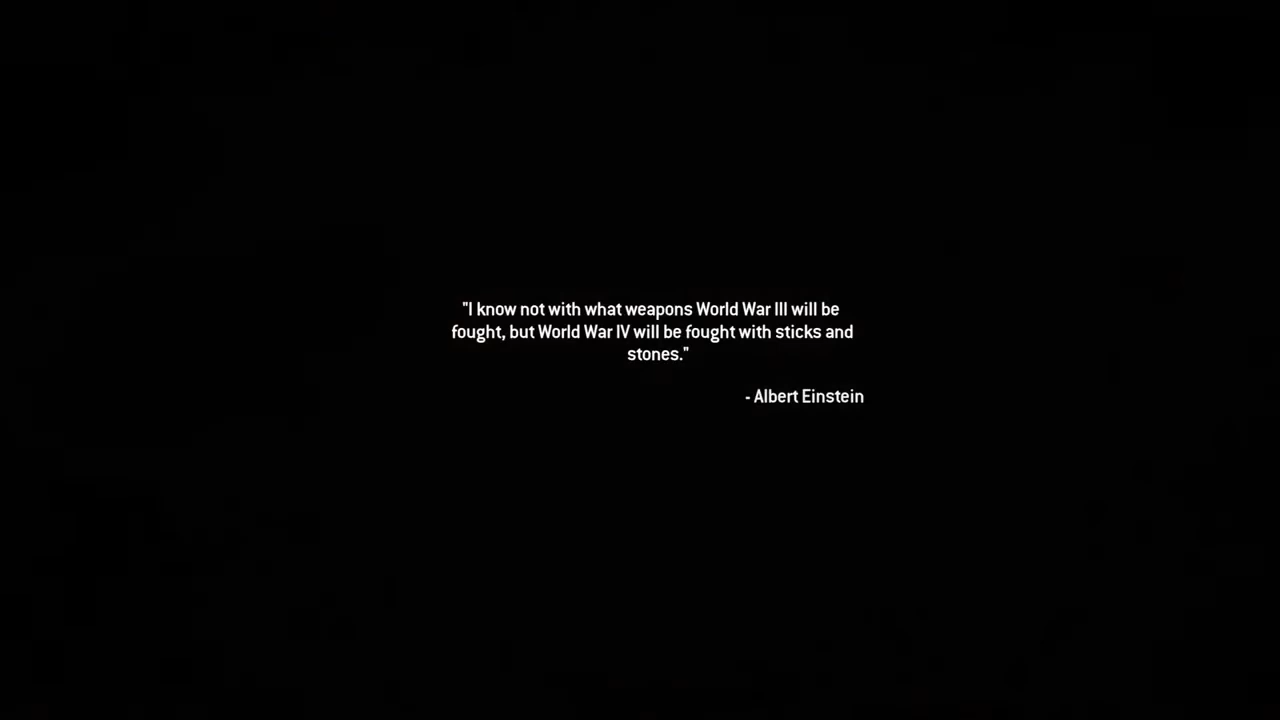 "I know not with what weapons World War III will be
fought, but World War IV will be fought with sticks and
stones."
- Albert Einstein